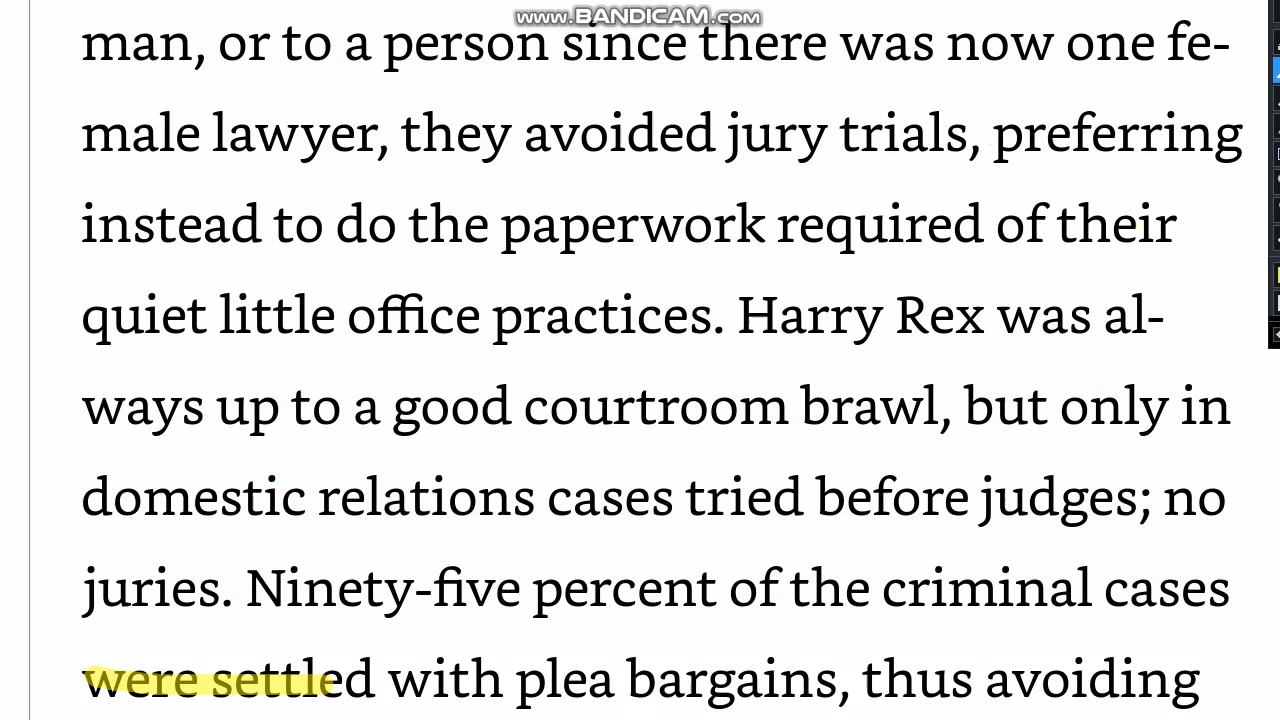 www.BANDICAM.com
man, or to a person since there was now one fe-
male lawyer, they avoided jury trials, preferring
instead to do the paperwork required of their
quiet little office practices. Harry Rex was al-
ways up to a good courtroom brawl, but only in
domestic relations cases tried before judges; no
juries. Ninety-five percent of the criminal cases
were settled with plea bargains, thus avoiding